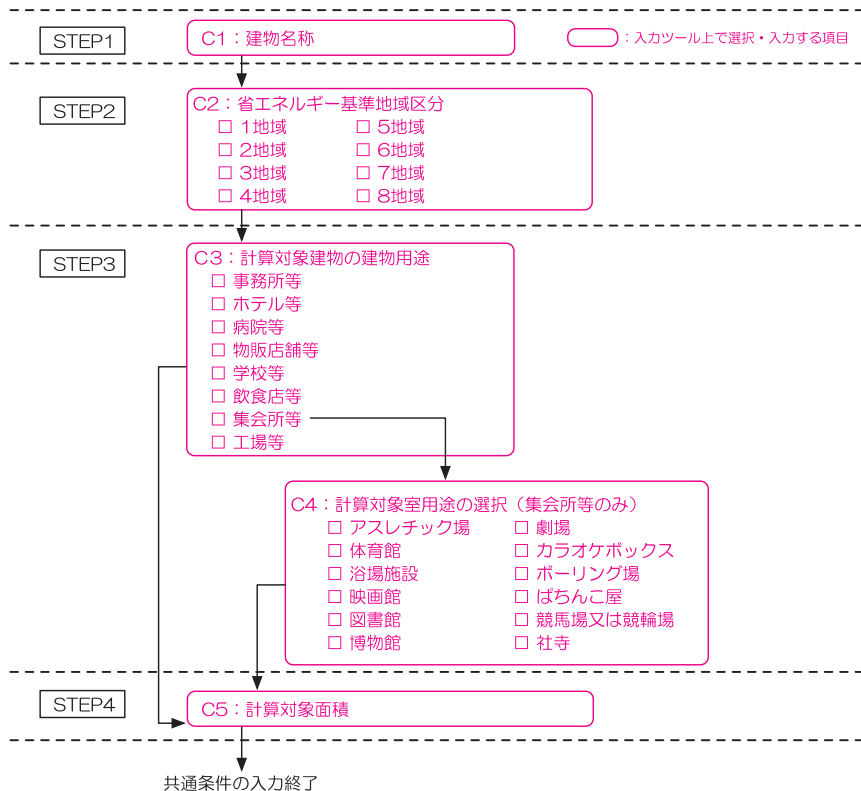 STEP1
C1：建物名称
：入力ツール上で選択・入力する項目
STEP2
C2：省エネルギー基準地域区分
□ 1地域
□ 5地域
□ 2地域
□ 6地域
□ 3地域
□ 7地域
□ 4地域
□ 8地域
STEP3
C3：計算対象建物の建物用途
□ 事務所等
□ ホテル等
□ 病院等
□ 物販店舗等
□ 学校等
□ 飲食店等
□ 集会所等
□ 工場等
C4：計算対象室用途の選択（集会所等のみ）
□ アスレチック場
□ 劇場
□ 体育館
□ カラオケボックス
□ 浴場施設
□ ボーリング場
□ 映画館
□ ぱちんこ屋
□ 図書館
□ 競馬場又は競輪場
□ 博物館
□ 社寺
STEP4
C5：計算対象面積
共通条件の入力終了